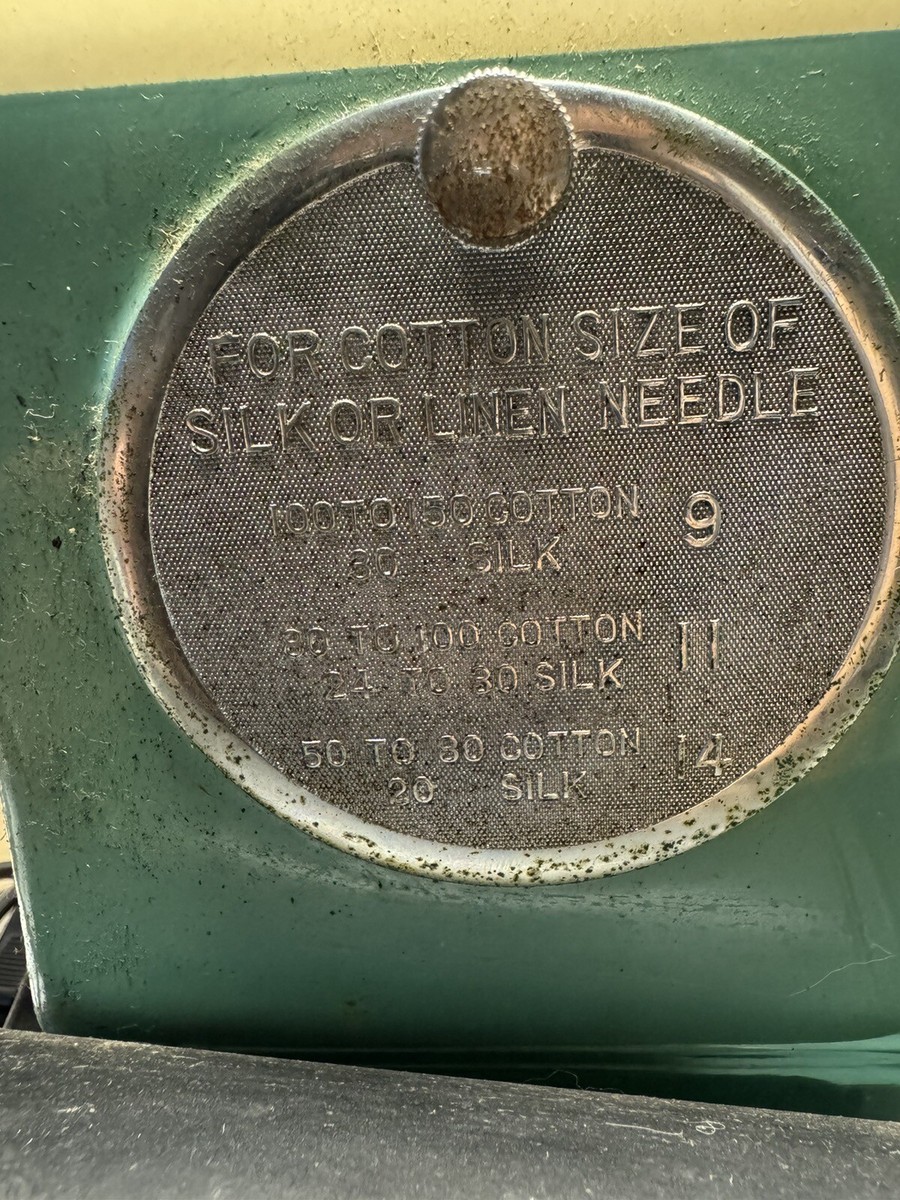 FOR COTTON SIZE OF
SILK OR LINEN NEEDLE
100 TO 150 COTTON 9
30 SILK
80 TO 100 COTTON 11
24 TO 30 SILK
50 TO 80 COTTON 14
20 SILK